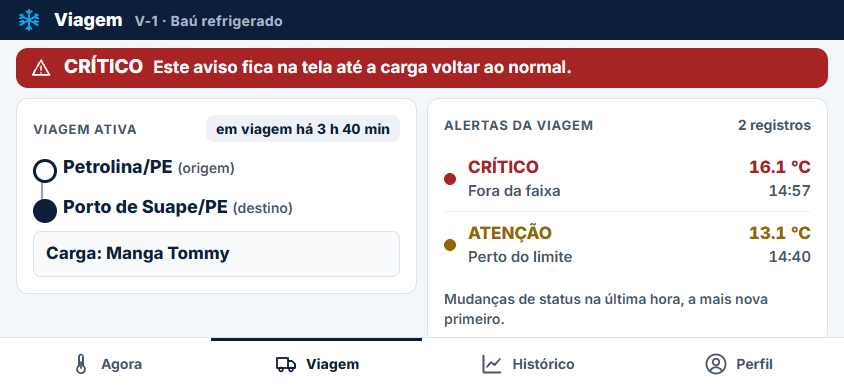 Viagem V-1 · Baú refrigerado
CRÍTICO Este aviso fica na tela até a carga voltar ao normal.
VIAGEM ATIVA em viagem há 3 h 40 min
Petrolina/PE (origem)
Porto de Suape/PE (destino)
Carga: Manga Tommy
ALERTAS DA VIAGEM 2 registros
CRÍTICO 16.1 °C
Fora da faixa 14:57
ATENÇÃO 13.1 °C
Perto do limite 14:40
Mudanças de status na última hora, a mais nova
primeiro.
Agora Viagem Histórico Perfil